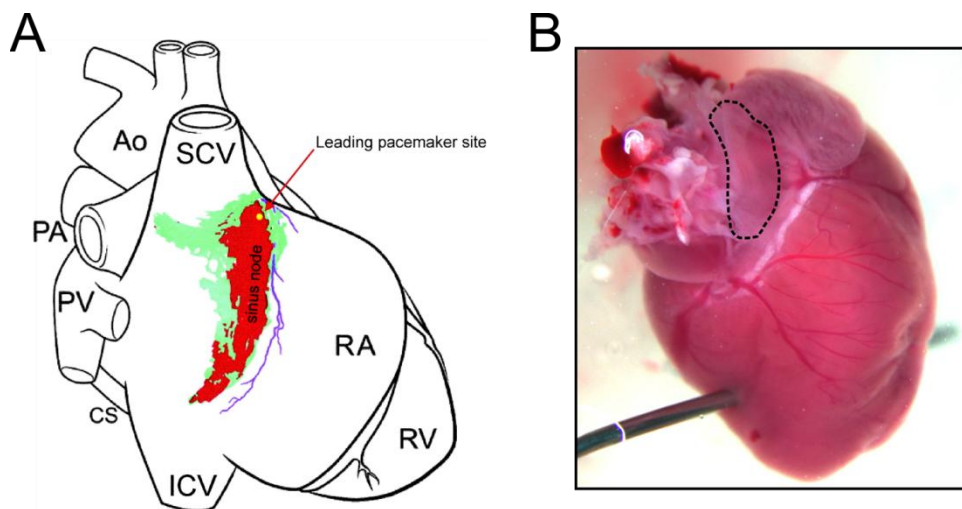 A
B
Ao
SCV
Leading pacemaker site
PA
PV
sinus node
RA
CS
RV
ICV